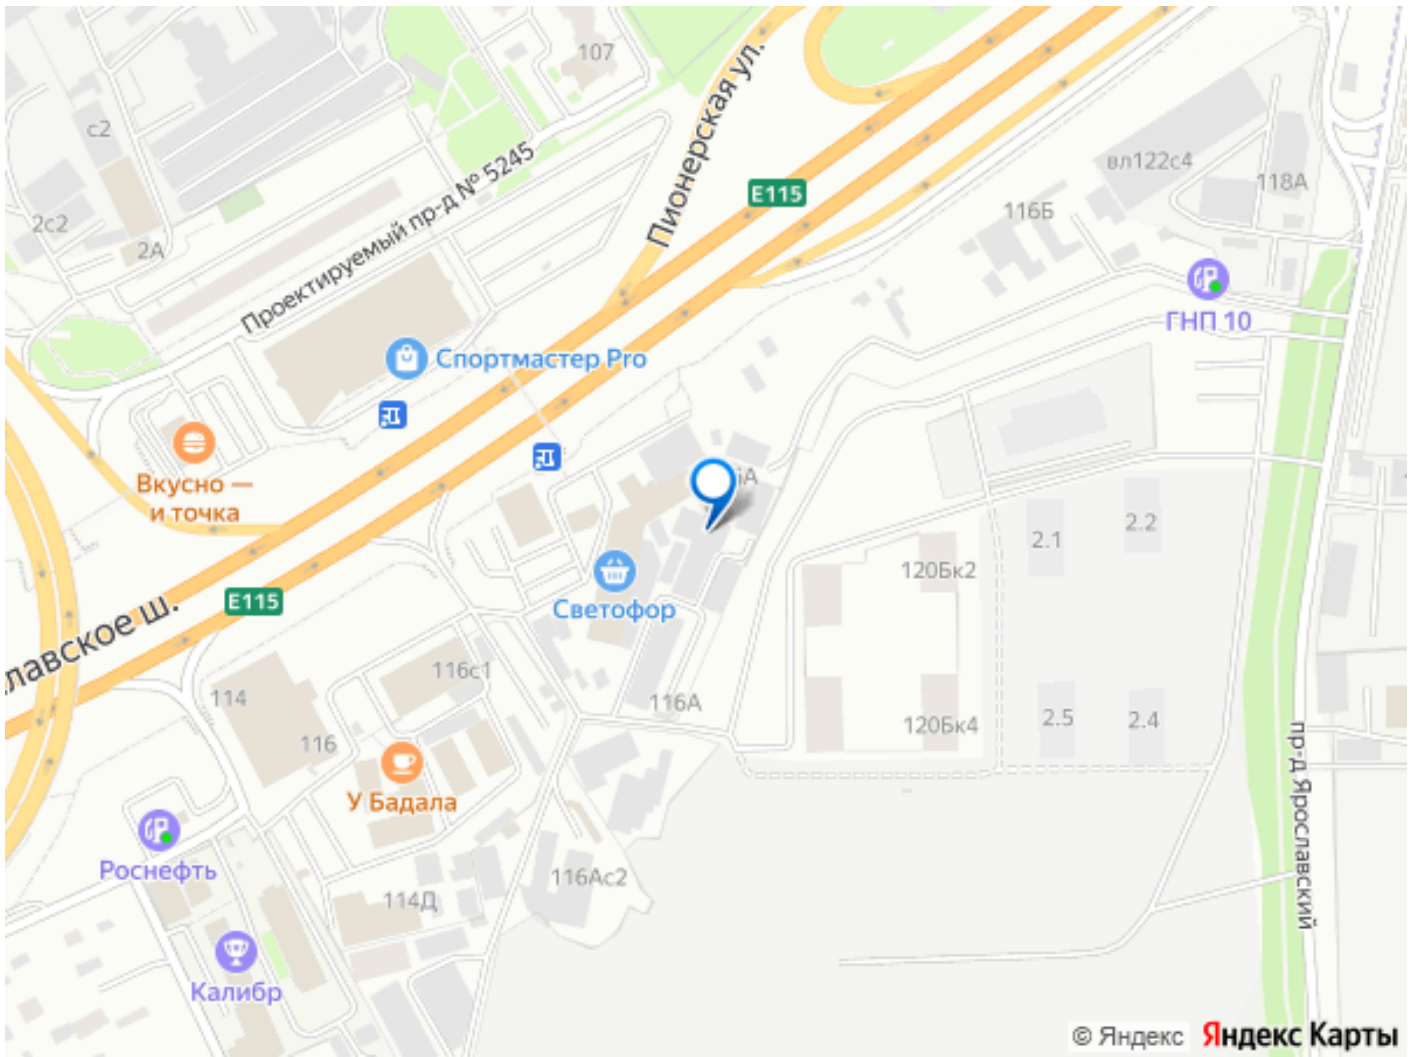 107
с2
Проектируемый пр-д № 5245
Пионерская ул.
вл122с4
118А
Е115
2с2
2А
116Б
ГНП 10
Спортмастер Pro
Вкусно —
и точка
2.2
2.1
120Бк2
Светофор
Е115
лавское ш.
116с1
114
116А
116
120Бк4
2.5
2.4
У Бадала
пр-д Ярославский
Роснефть
116Ас2
114Д
Калибр
© Яндекс Яндекс Карты